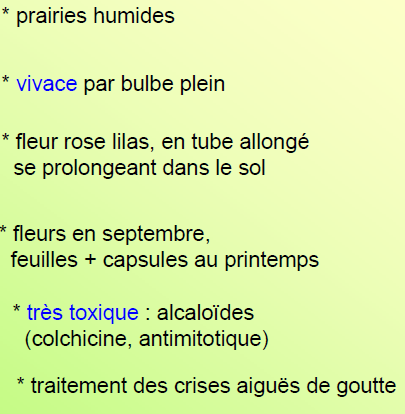 * prairies humides
* vivace par bulbe plein
* fleur rose lilas, en tube allongé
se prolongeant dans le sol
* fleurs en septembre,
feuilles + capsules au printemps
* très toxique : alcaloïdes
(colchicine, antimitotique)
* traitement des crises aiguës de goutte